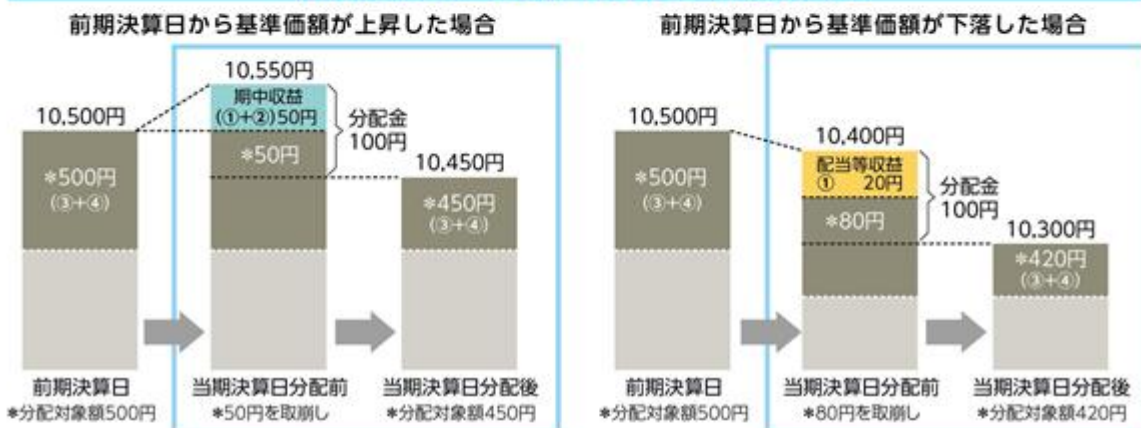 前期決算日から基準価額が上昇した場合
10,550円
期中収益
(①+②)50円
10,500円
分配金
100円
*50円
10,450円
*500円
(③+④)
*450円
(③+④)
前期決算日
当期決算日分配前
当期決算日分配後
*分配対象額500円
*50円を取崩し
*分配対象額450円
前期決算日から基準価額が下落した場合
10,500円
10,400円
配当等収益
① 20円
*500円
(③+④)
分配金
100円
*80円
10,300円
*420円
(③+④)
前期決算日
当期決算日分配前
当期決算日分配後
*分配対象額500円
*80円を取崩し
*分配対象額420円